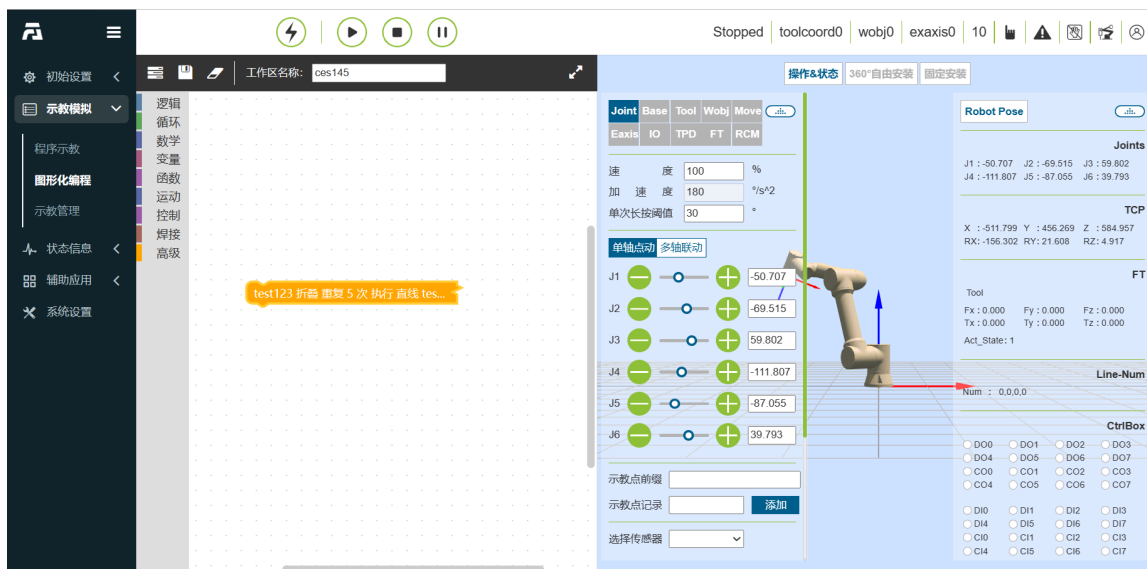 Stopped toolcoord0 wobj0 exaxis0 10
初始设置
示教模拟
程序示教
图形化编程
示教管理
状态信息
辅助应用
系统设置
工作区名称: ces145
逻辑
循环
数学
变量
函数
运动
控制
焊接
高级
test123 折叠 重复 5 次 执行 直线 tes...
操作&状态 360°自由安装 固定安装
Joint Base Tool Wobj Move
Eaxis IO TPD FT RCM
速 度 100 %
加 速 度 180 °/s^2
单次长按阈值 30 °
单轴点动 多轴联动
J1 -50.707
J2 -69.515
J3 59.802
J4 -111.807
J5 -87.055
J6 39.793
示教点前缀
示教点记录 添加
选择传感器
Robot Pose
Joints
J1 : -50.707 J2 : -69.515 J3 : 59.802
J4 : -111.807 J5 : -87.055 J6 : 39.793
TCP
X : -511.799 Y : 456.269 Z : 584.957
RX: -156.302 RY: 21.608 RZ: 4.917
FT
Tool
Fx : 0.000 Fy : 0.000 Fz : 0.000
Tx : 0.000 Ty : 0.000 Tz : 0.000
Act_State: 1
Line-Num
Num : 0,0,0,0
CtrlBox
DO0 DO1 DO2 DO3
DO4 DO5 DO6 DO7
CO0 CO1 CO2 CO3
CO4 CO5 CO6 CO7
DI0 DI1 DI2 DI3
DI4 DI5 DI6 DI7
CI0 CI1 CI2 CI3
CI4 CI5 CI6 CI7